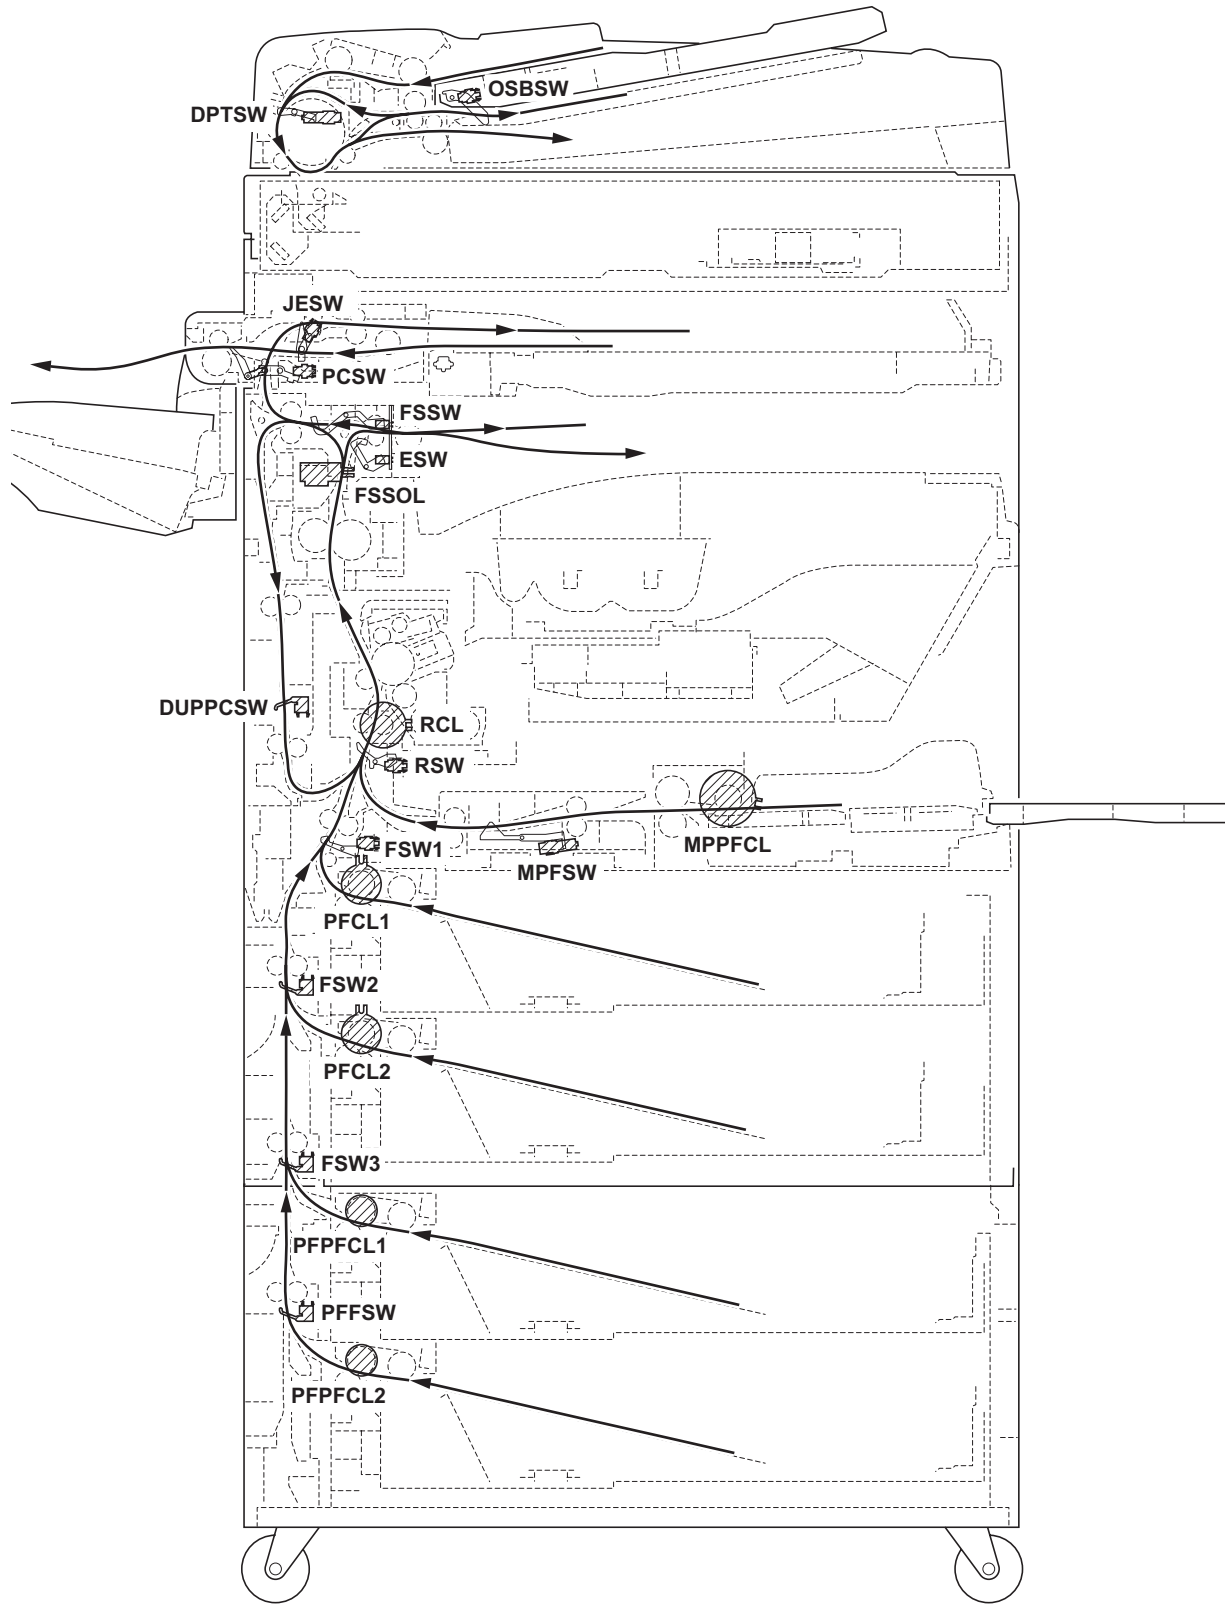 OSBSW
DPTSW
JESW
PCSW
FSSW
ESW
FSSOL
DUPPCSW
RCL
RSW
MPPFCL
FSW1
MPFSW
PFCL1
FSW2
PFCL2
FSW3
PFPFCL1
PFFSW
PFPFCL2